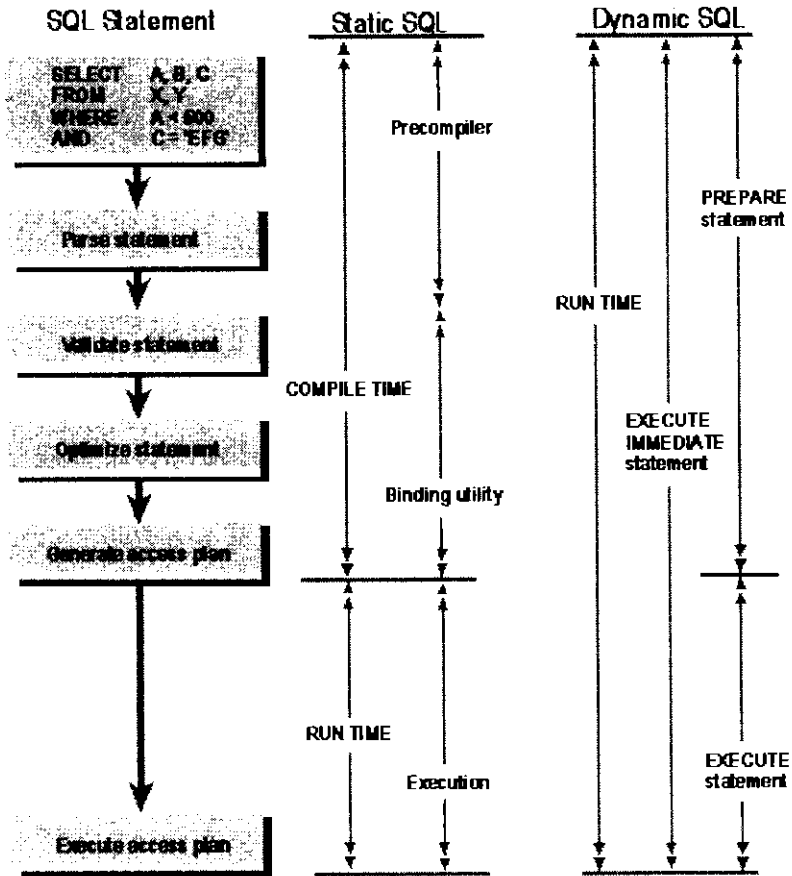 SQL Statement
Static SQL
Dynamic SQL
SELECT A, B, C
FROM X, Y
WHERE A < 500
AND C = "EFG"
Parse statement
Validate statement
Optimize statement
Generate access plan
Execute access plan
COMPILE TIME
RUN TIME
Precompiler
Binding utility
Execution
RUN TIME
EXECUTE
IMMEDIATE
statement
PREPARE
statement
EXECUTE
statement